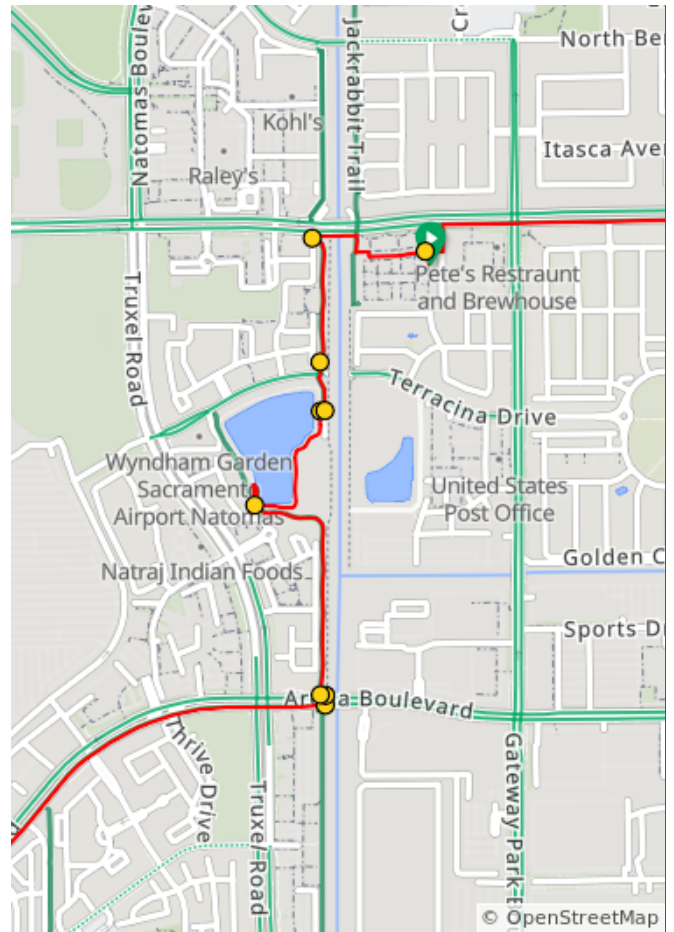 North Be
Natomas Boulev
Jackrabbit Trail
Kohl's
Itasca Aven
Raley's
Pete's Restraunt
and Brewhouse
Truxel Road
Terracina Drive
Wyndham Garden
Sacramento
Airport Natomas
United States
Post Office
Natraj Indian Foods
Golden C
Sports D
Arena Boulevard
Thrive Drive
Truxel Road
Gateway Park B
© OpenStreetMap